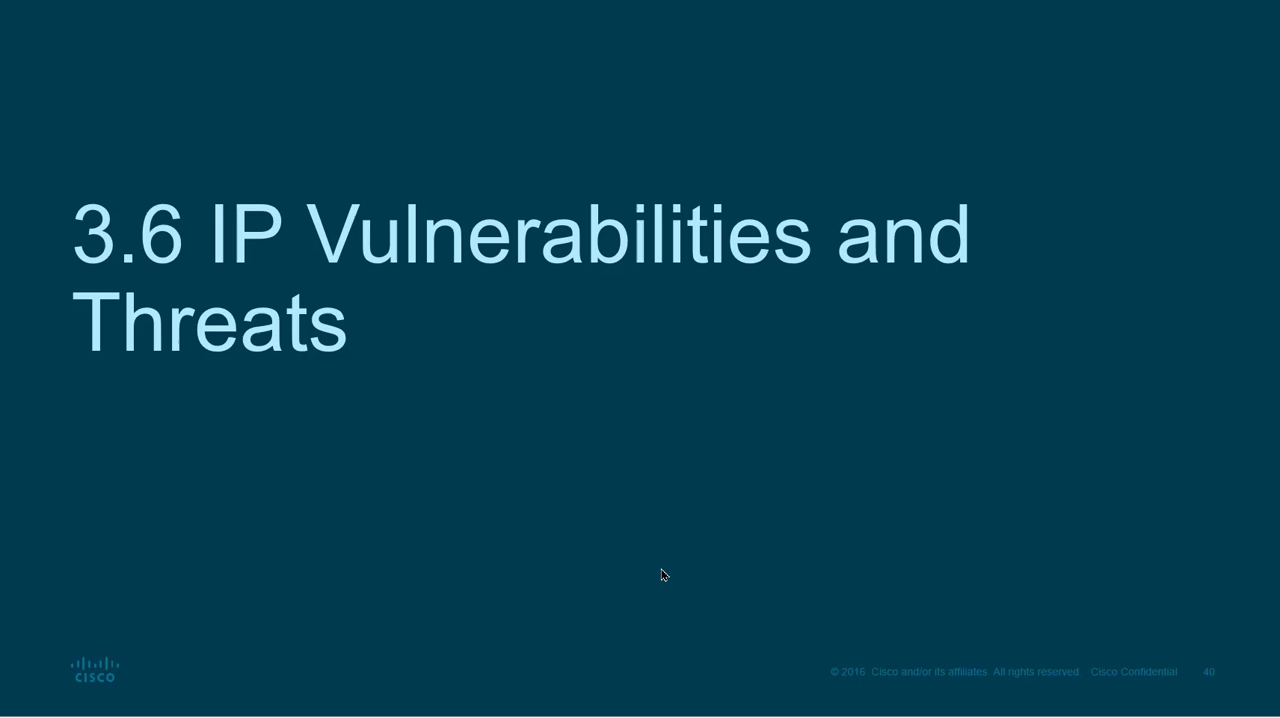 3.6 IP Vulnerabilities and
Threats
CISCO
© 2016 Cisco and/or its affiliates. All rights reserved. Cisco Confidential 40